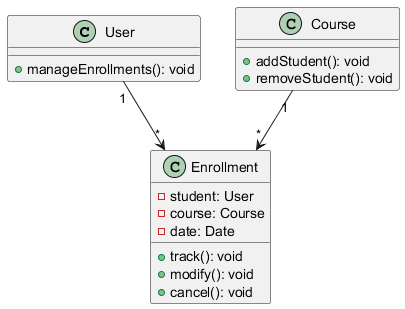 C User
manageEnrollments(): void
C Course
addStudent(): void
removeStudent(): void
1
1
*
*
C Enrollment
student: User
course: Course
date: Date
track(): void
modify(): void
cancel(): void